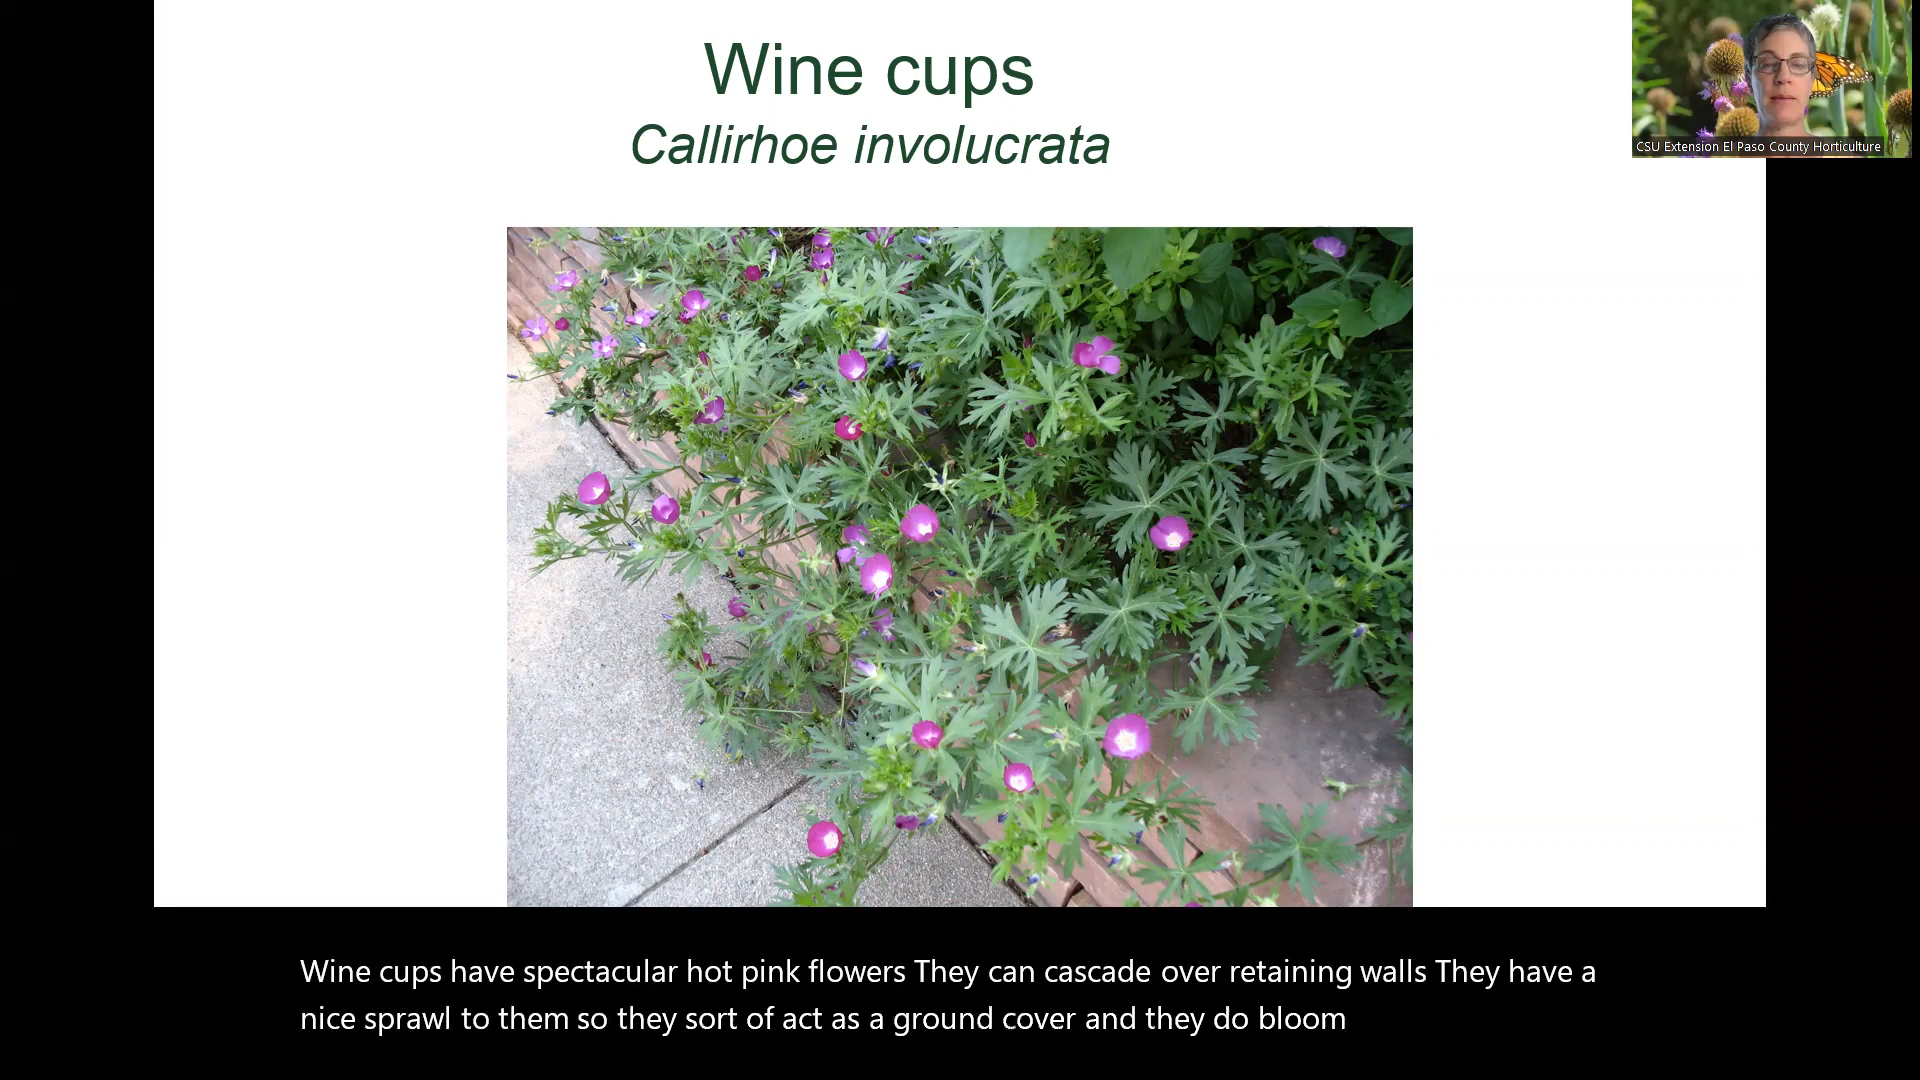 Wine cups
Callirhoe involucrata
CSU Extension El Paso County Horticulture
Wine cups have spectacular hot pink flowers They can cascade over retaining walls They have a
nice sprawl to them so they sort of act as a ground cover and they do bloom